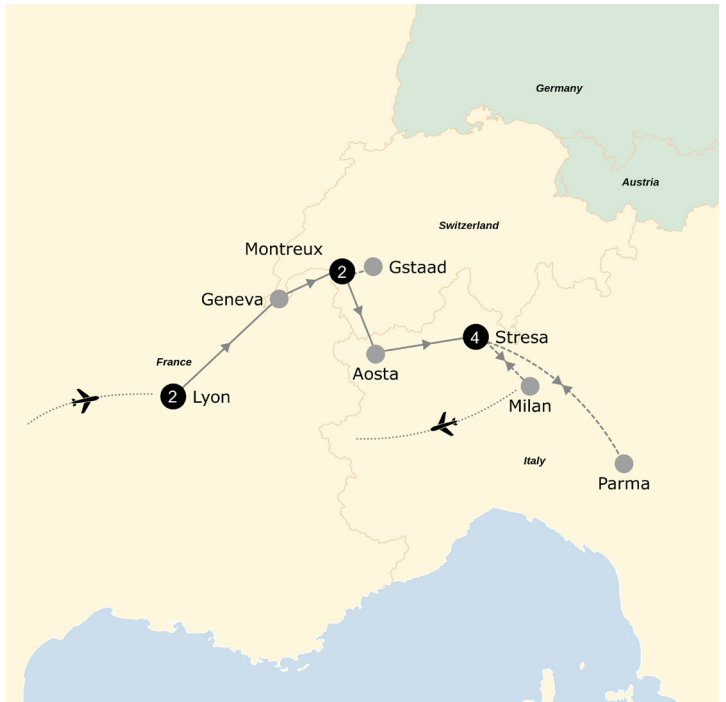 Germany
Austria
Switzerland
Montreux
2
Gstaad
Geneva
4
Stresa
France
Aosta
2
Lyon
Milan
Italy
Parma